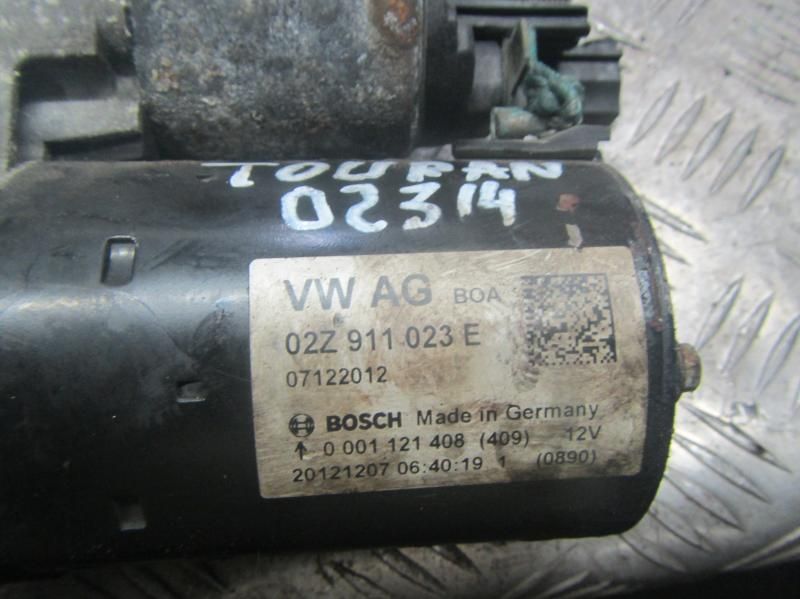 TOURAN
02314
VW AG BOA
02Z 911 023 E
07122012
BOSCH Made in Germany
0 001 121 408 (409) 12V
20121207 06:40:19 1 (0890)